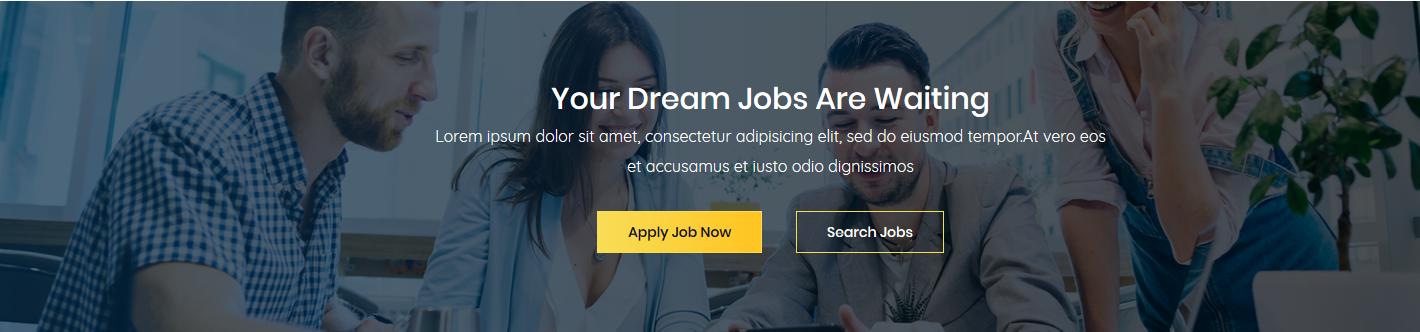 Your Dream Jobs Are Waiting
Lorem ipsum dolor sit amet, consectetur adipisicing elit, sed do eiusmod tempor.At vero eos
et accusamus et iusto odio dignissimos
Apply Job Now
Search Jobs